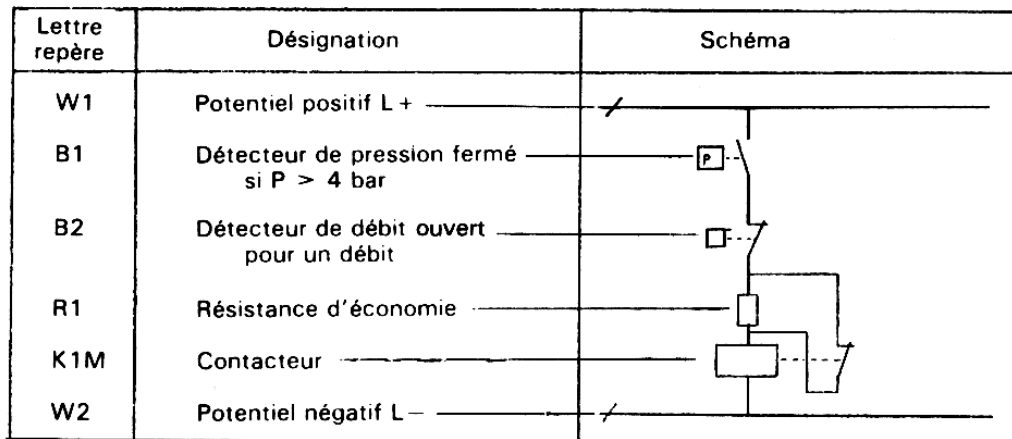 Lettre
repère
Désignation
Schéma
W1 Potentiel positif L +
B1 Détecteur de pression fermé
si P > 4 bar
P
B2 Détecteur de débit ouvert
pour un débit
R1 Résistance d'économie
K1M Contacteur
W2 Potentiel négatif L −